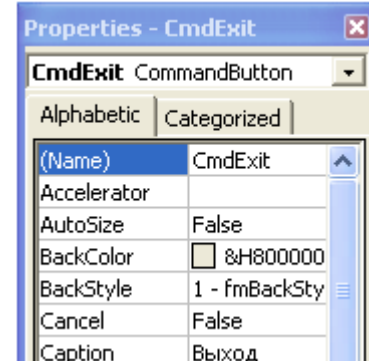 Properties - CmdExit
CmdExit CommandButton
Alphabetic Categorized
(Name) CmdExit
Accelerator
AutoSize False
BackColor &H800000
BackStyle 1 - fmBackSty
Cancel False
Caption Выход